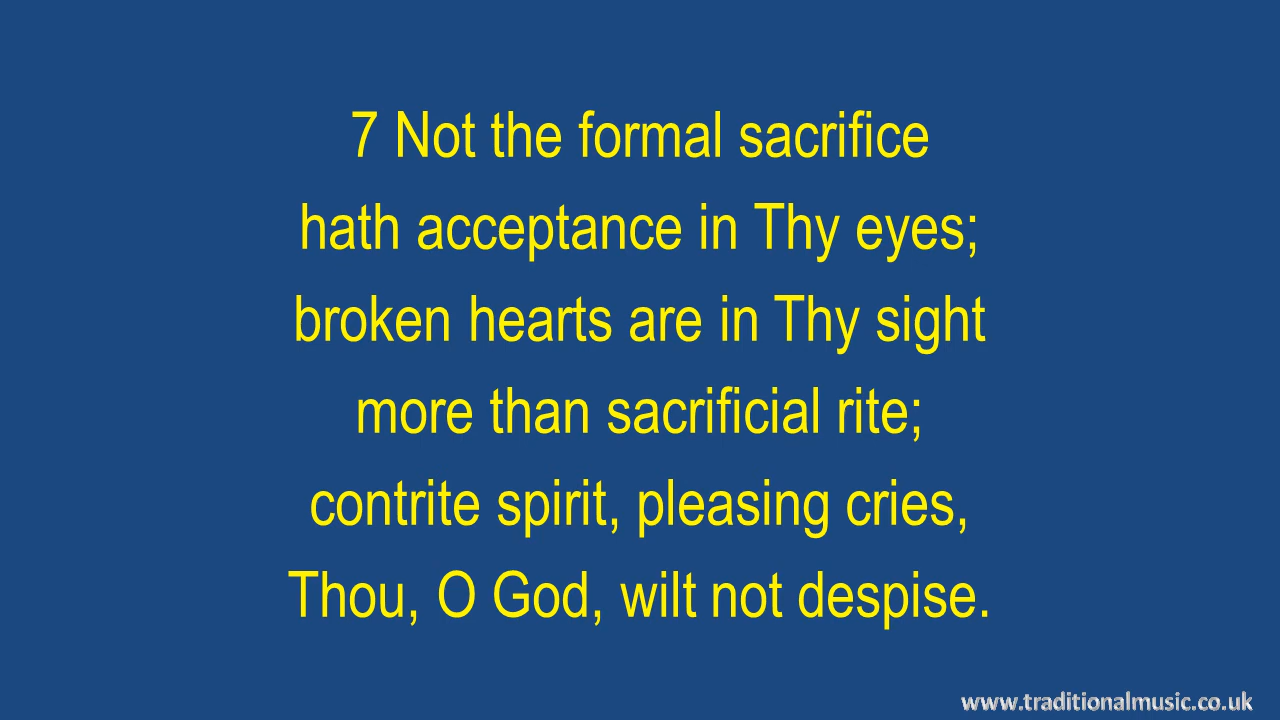 7 Not the formal sacrifice
hath acceptance in Thy eyes;
broken hearts are in Thy sight
more than sacrificial rite;
contrite spirit, pleasing cries,
Thou, O God, wilt not despise.
www.traditionalmusic.co.uk